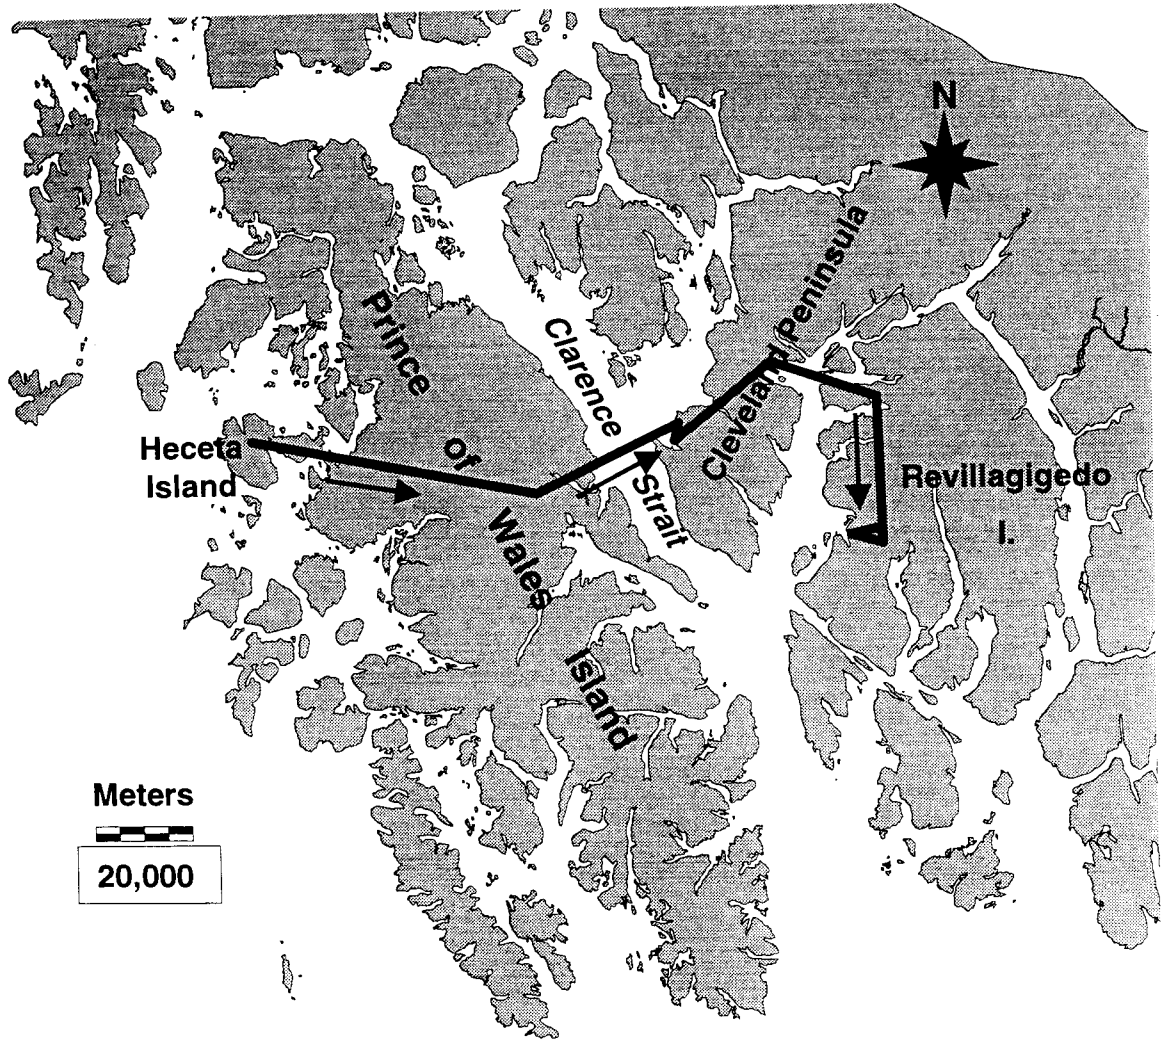 N
Prince
of
Wales
Island
Clarence
Strait
Cleveland Peninsula
Heceta
Island
Revillagigedo
I.
Meters
20,000